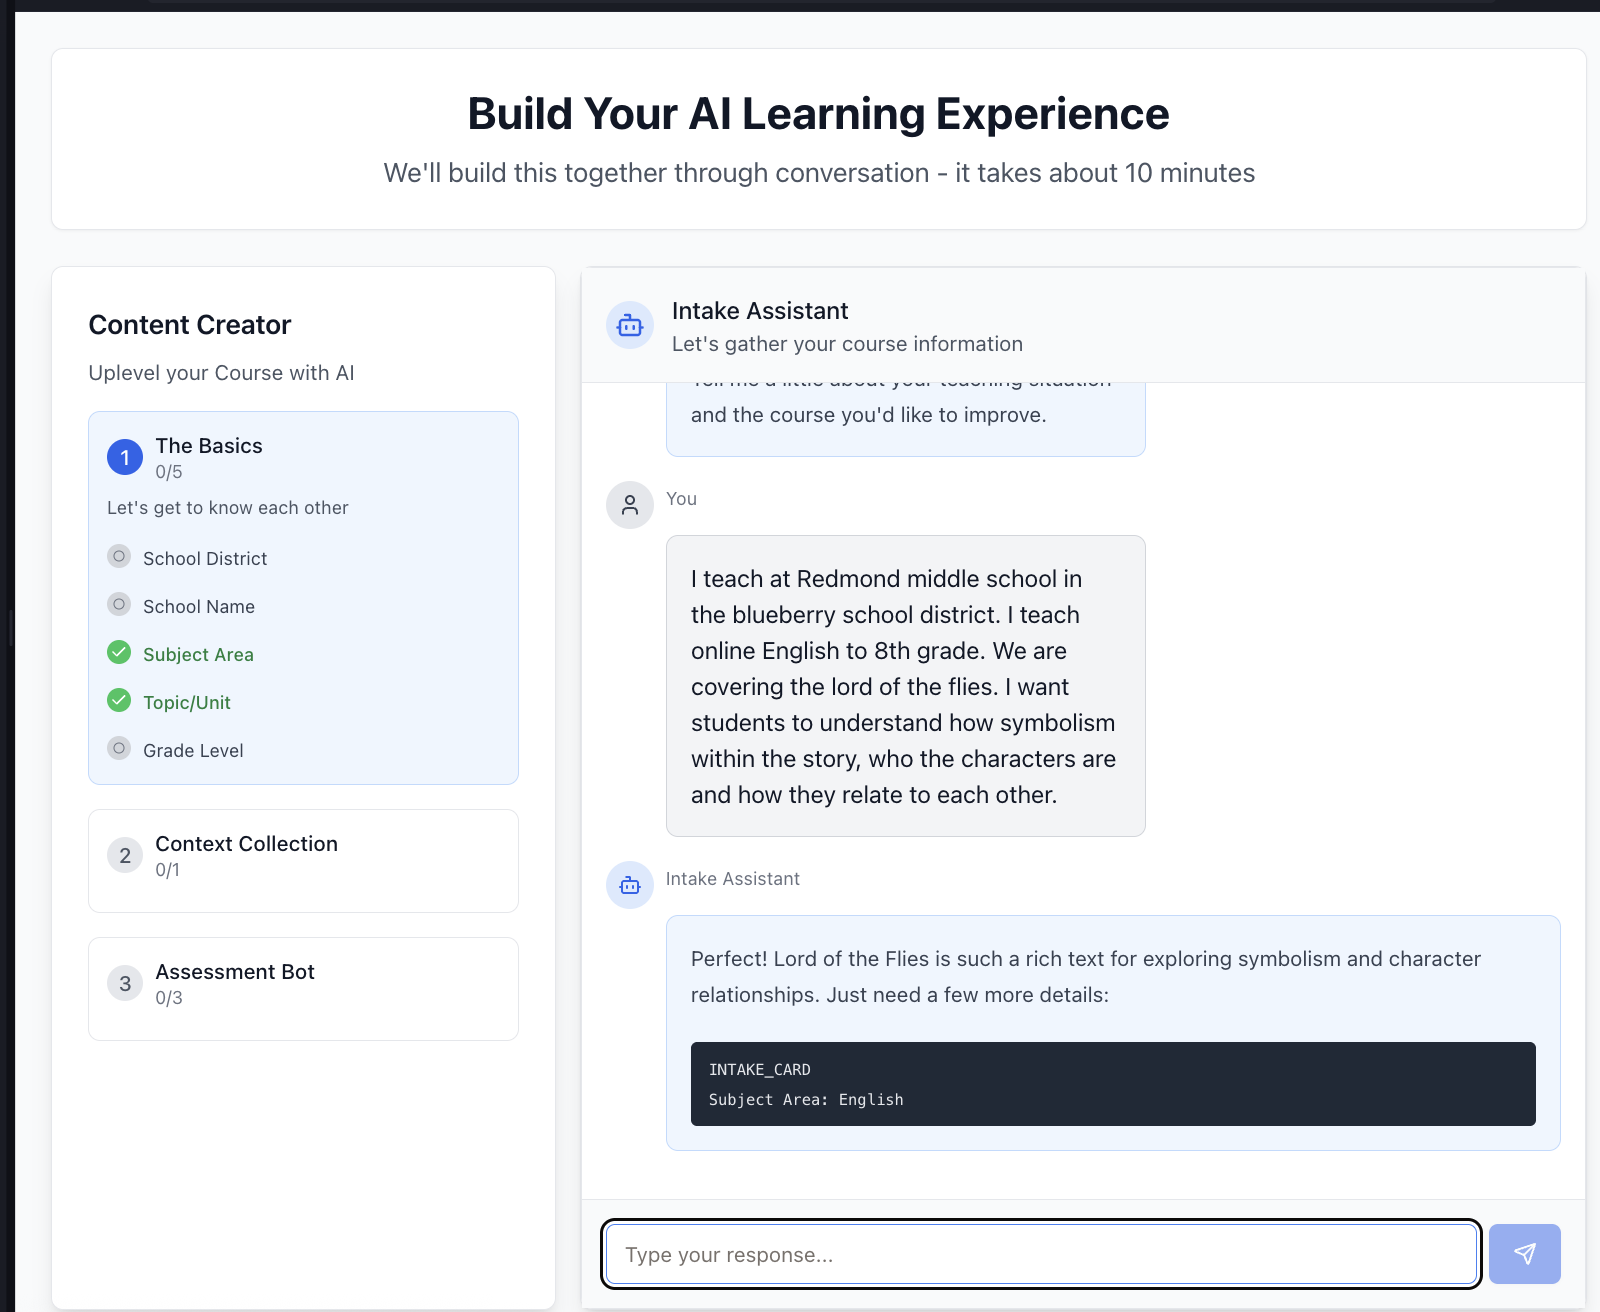 Build Your AI Learning Experience
We'll build this together through conversation - it takes about 10 minutes
Content Creator
Uplevel your Course with AI
1
The Basics
0/5
Let's get to know each other
School District
School Name
Subject Area
Topic/Unit
Grade Level
2
Context Collection
0/1
3
Assessment Bot
0/3
Intake Assistant
Let's gather your course information
Tell me a little about your teaching situation
and the course you'd like to improve.
You
I teach at Redmond middle school in
the blueberry school district. I teach
online English to 8th grade. We are
covering the lord of the flies. I want
students to understand how symbolism
within the story, who the characters are
and how they relate to each other.
Intake Assistant
Perfect! Lord of the Flies is such a rich text for exploring symbolism and character
relationships. Just need a few more details:
INTAKE_CARD
Subject Area: English
Type your response...